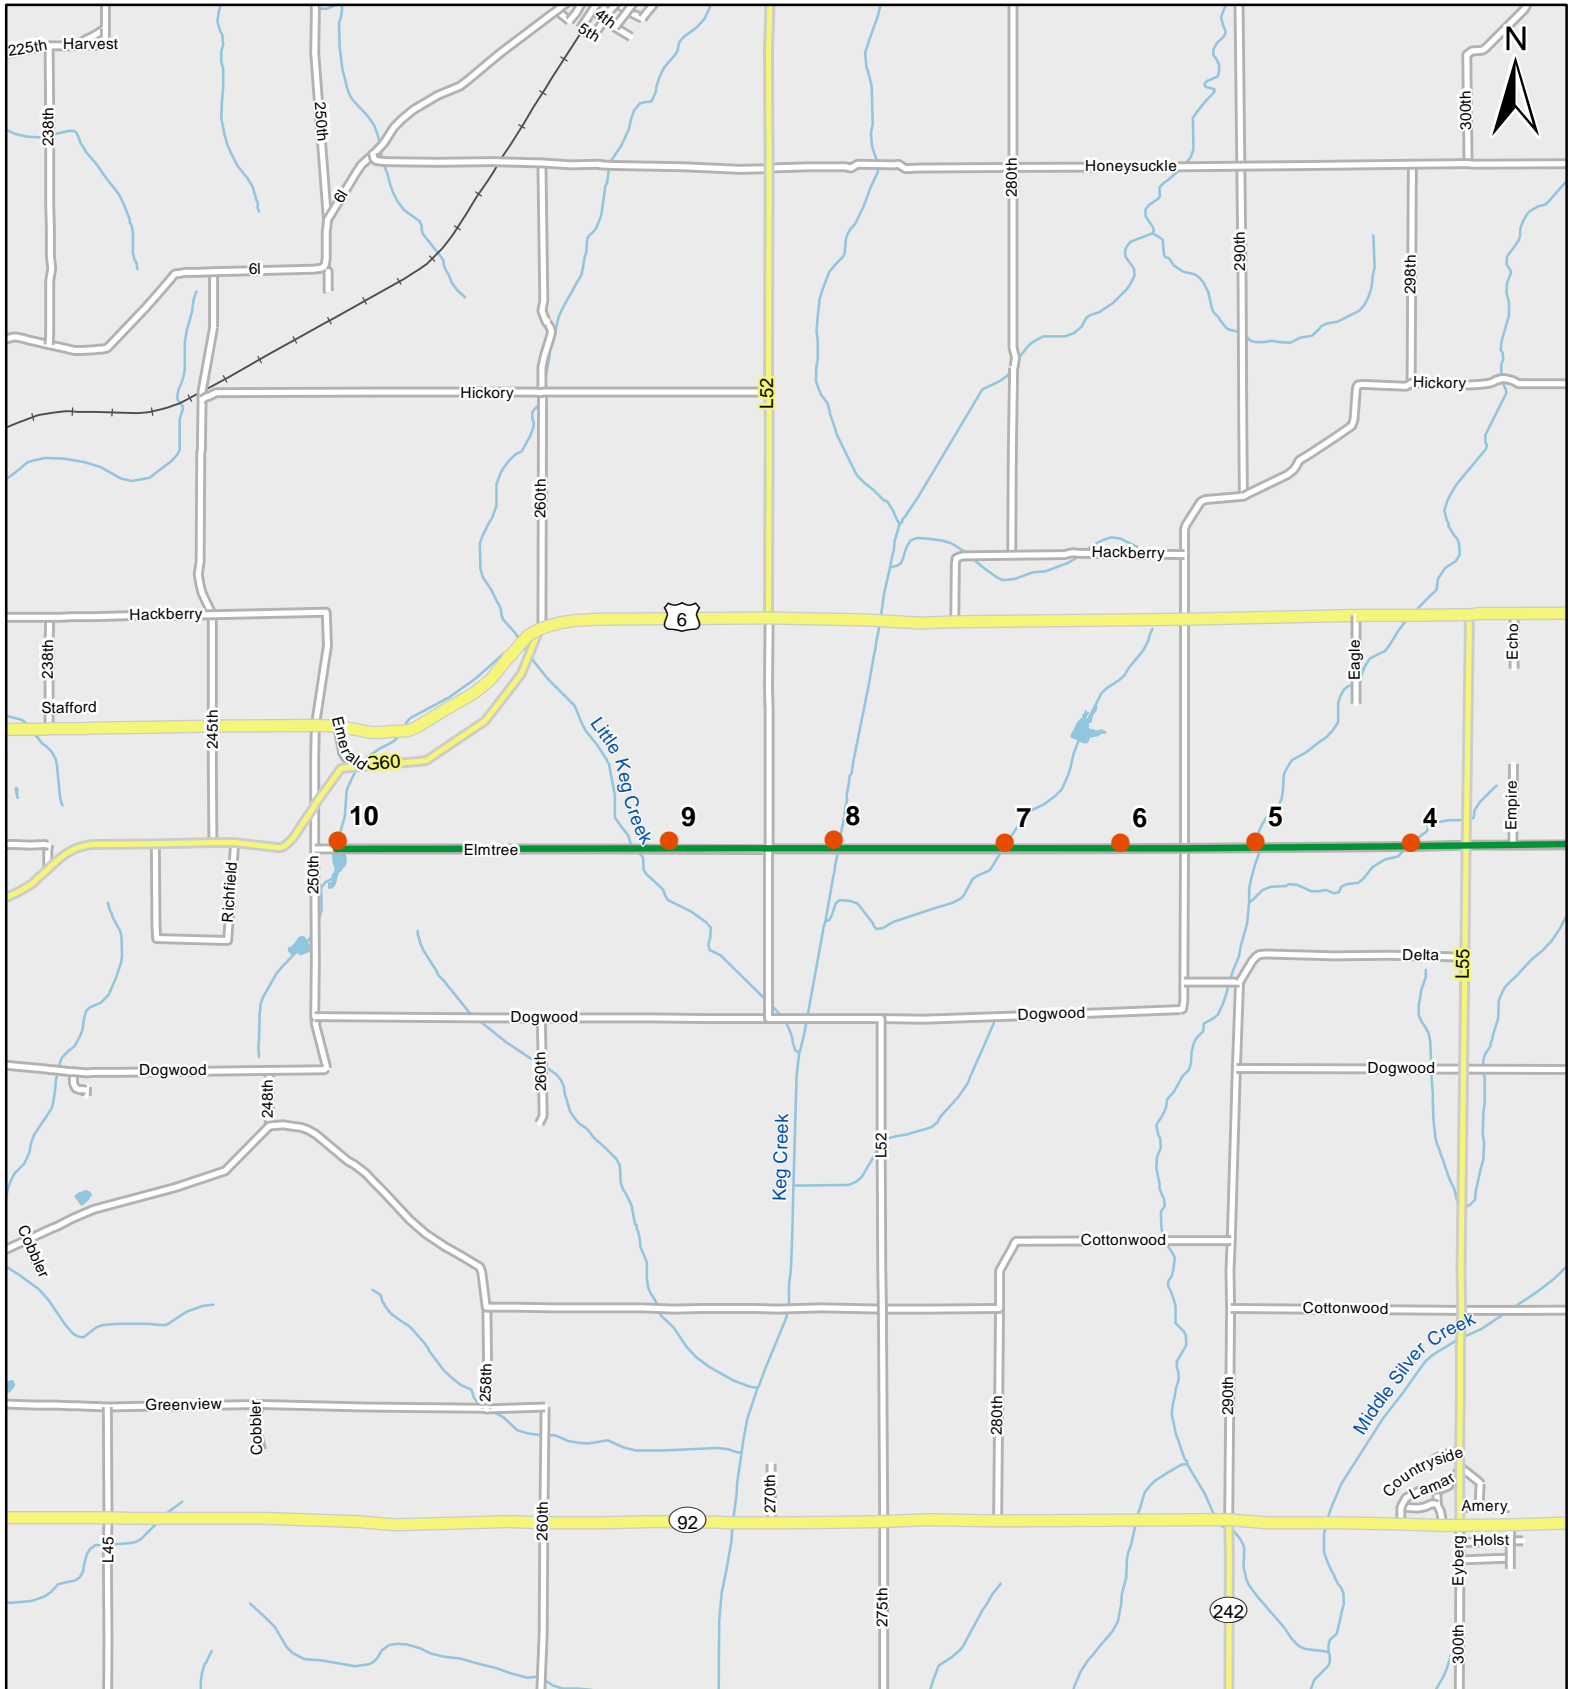 4th
5th
225th
Harvest
N
238th
250th
300th
Honeysuckle
280th
6l
290th
298th
6l
Hickory
L52
Hickory
260th
Hackberry
Hackberry
6
238th
Eagle
Echo
Stafford
245th
Emerald
G60
Little Keg Creek
Empire
10
9
8
7
6
5
4
Elmtree
250th
Richfield
Delta
L55
Dogwood
Dogwood
Dogwood
Dogwood
248th
260th
Keg Creek
L52
Cobbler
Cottonwood
Cottonwood
Middle Silver Creek
258th
Greenview
Cobbler
280th
290th
Countryside
Lamar
270th
Amery
92
L45
260th
Holst
Eyberg
275th
242
300th